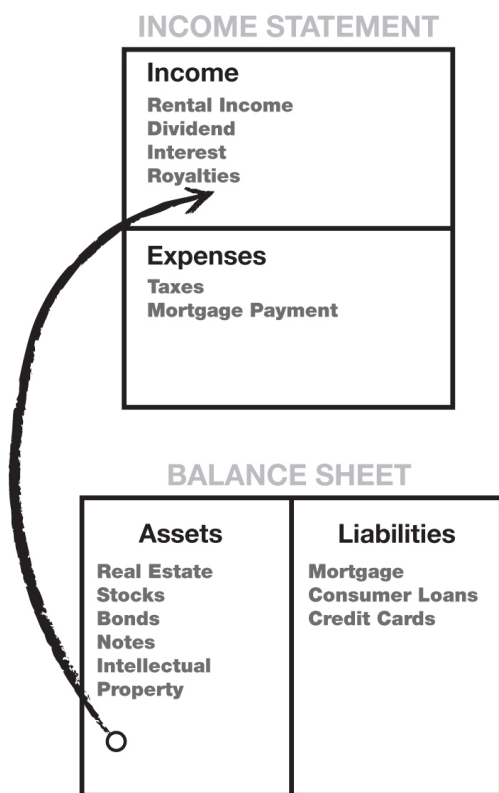 INCOME STATEMENT
Income
Rental Income
Dividend
Interest
Royalties
Expenses
Taxes
Mortgage Payment
BALANCE SHEET
Assets
Real Estate
Stocks
Bonds
Notes
Intellectual
Property
Liabilities
Mortgage
Consumer Loans
Credit Cards